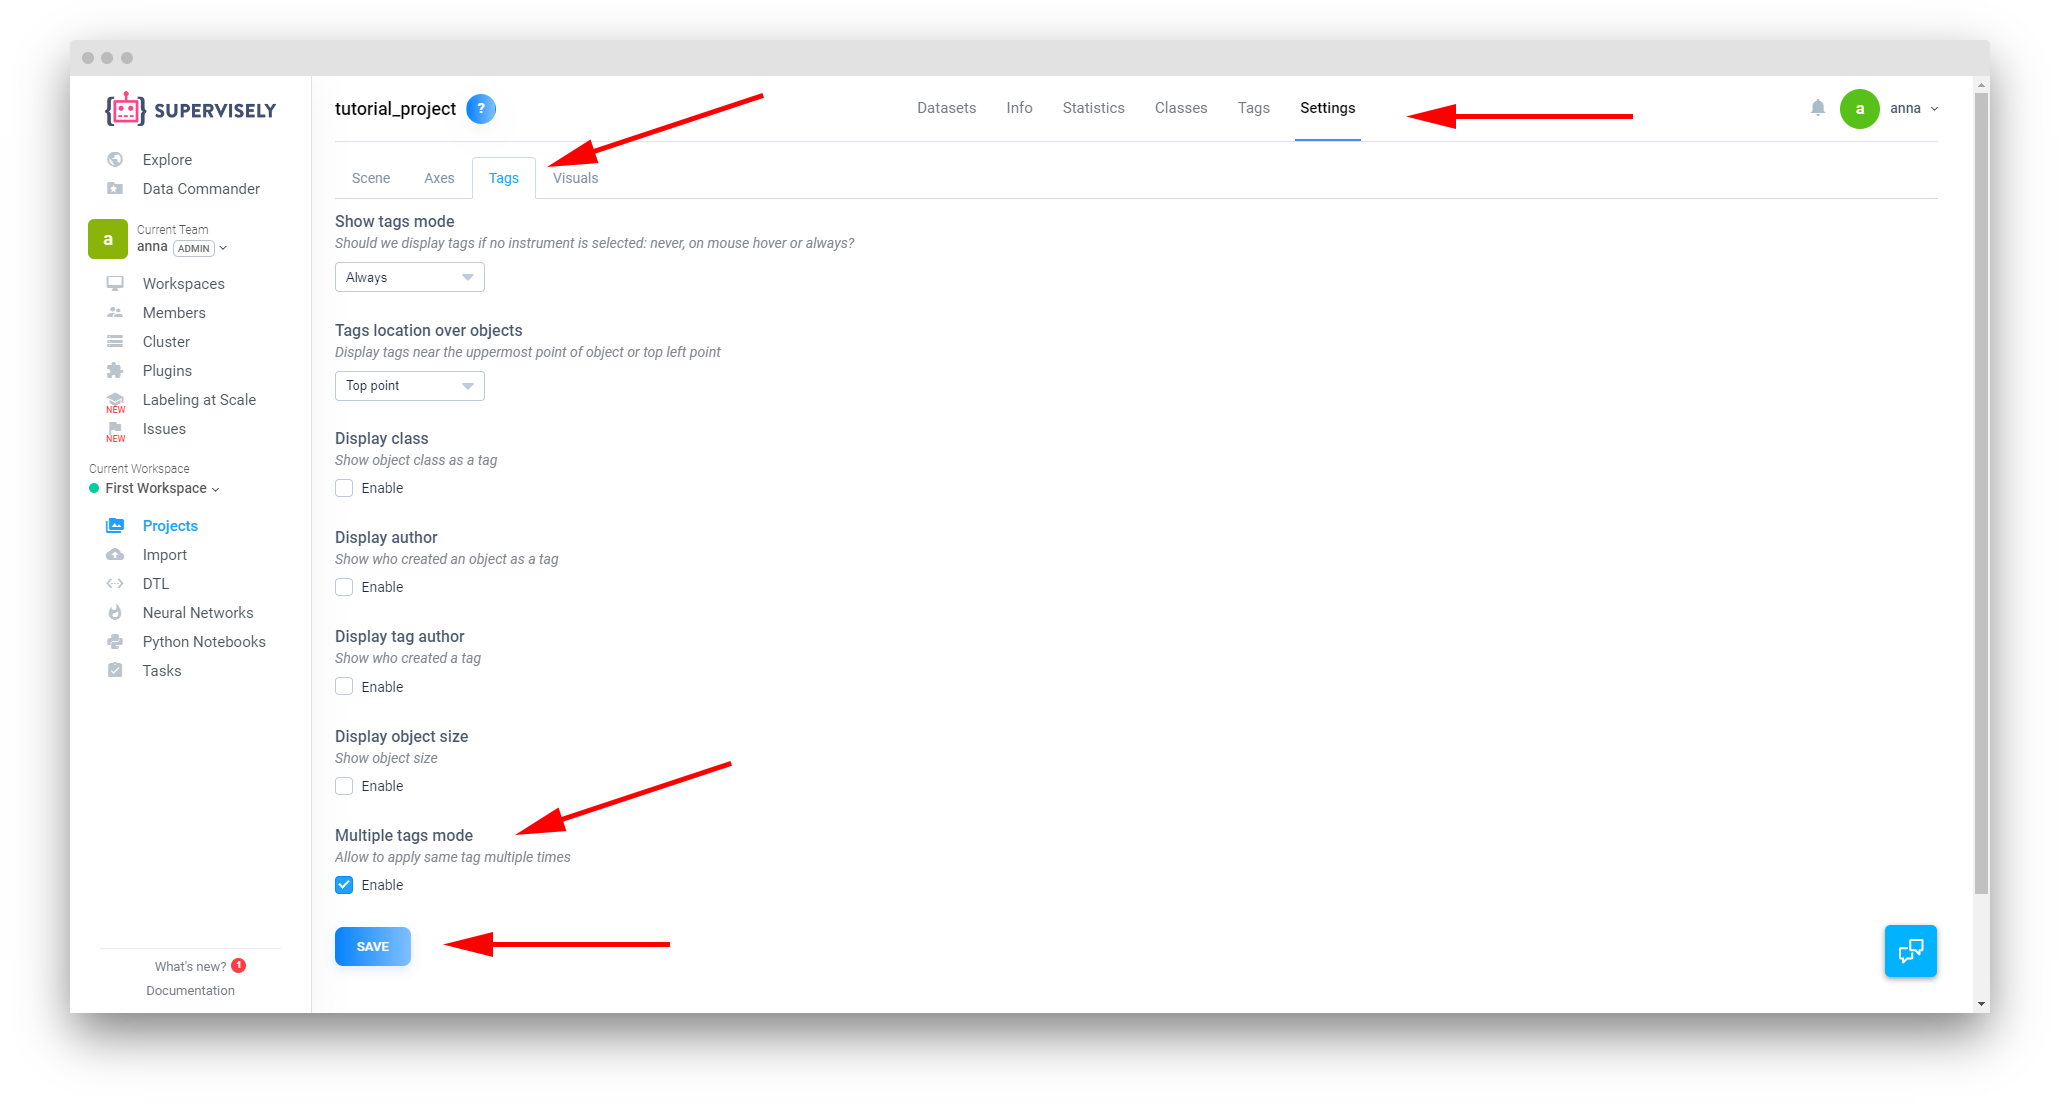 SUPERVISELY
Explore
Data Commander
a
Current Team
anna ADMIN
Workspaces
Members
Cluster
Plugins
Labeling at Scale
NEW
Issues
NEW
Current Workspace
First Workspace
Projects
Import
DTL
Neural Networks
Python Notebooks
Tasks
What's new? 1
Documentation
tutorial_project ?
Datasets Info Statistics Classes Tags Settings
a anna
Scene Axes Tags Visuals
Show tags mode
Should we display tags if no instrument is selected: never, on mouse hover or always?
Always
Tags location over objects
Display tags near the uppermost point of object or top left point
Top point
Display class
Show object class as a tag
Enable
Display author
Show who created an object as a tag
Enable
Display tag author
Show who created a tag
Enable
Display object size
Show object size
Enable
Multiple tags mode
Allow to apply same tag multiple times
Enable
SAVE